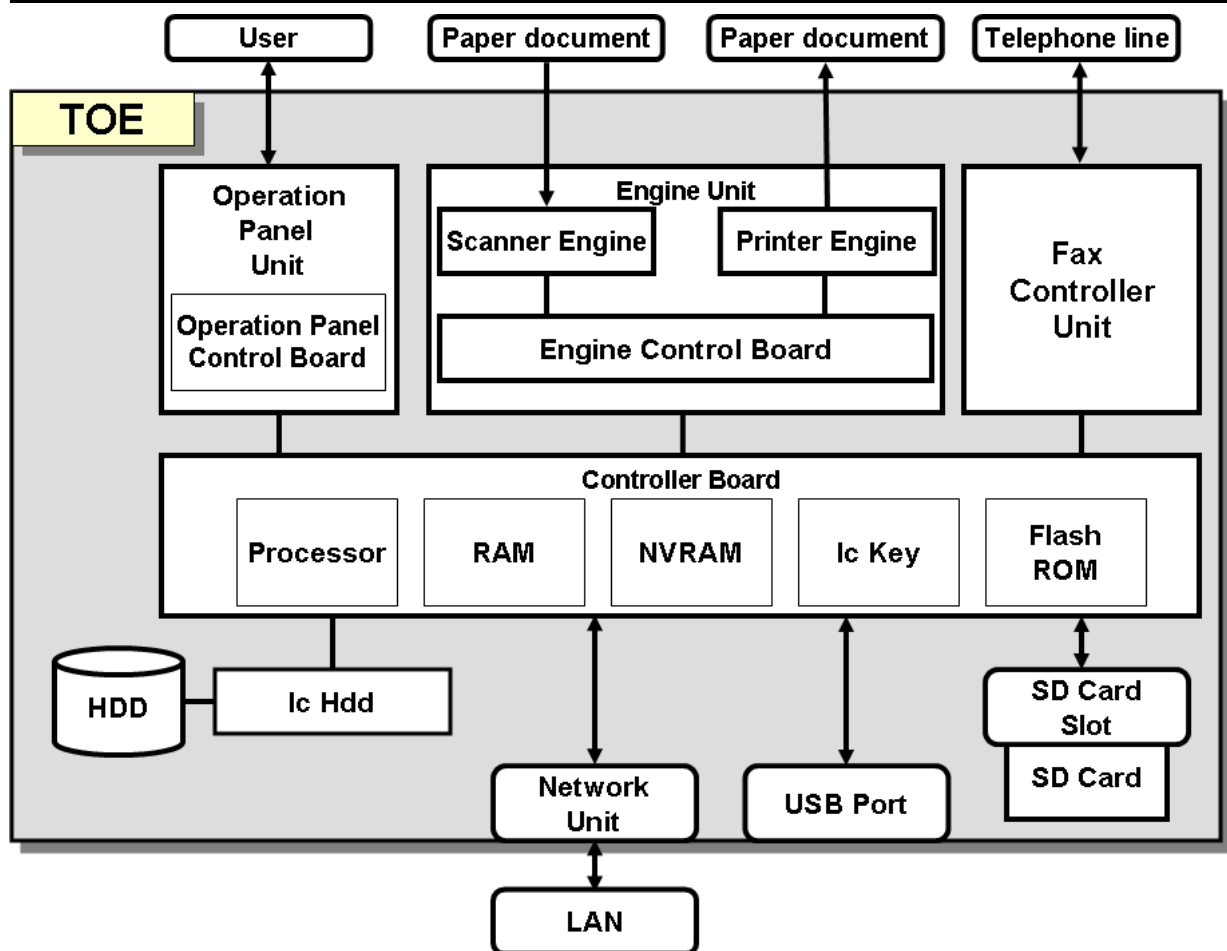 User
Paper document
Paper document
Telephone line
TOE
Operation
Panel
Unit
Operation Panel
Control Board
Engine Unit
Scanner Engine
Printer Engine
Engine Control Board
Fax
Controller
Unit
Controller Board
Processor
RAM
NVRAM
Ic Key
Flash
ROM
HDD
Ic Hdd
Network
Unit
USB Port
SD Card
Slot
SD Card
LAN